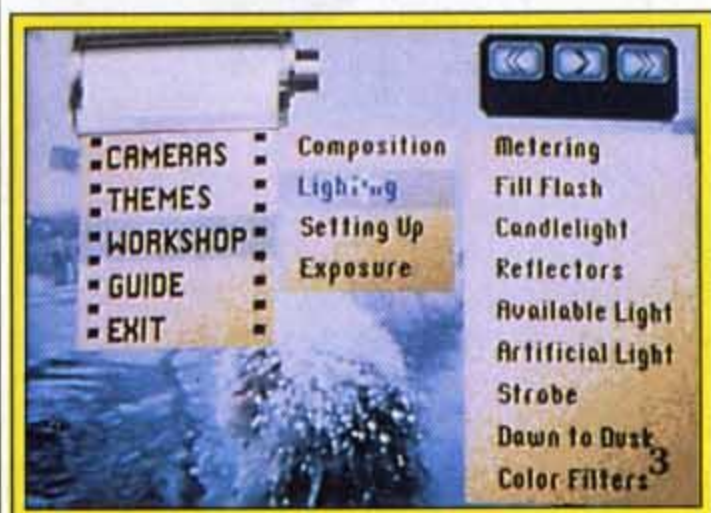 CAMERAS
THEMES
WORKSHOP
GUIDE
EXIT
Composition
Lighting
Setting Up
Exposure
Metering
Fill Flash
Candlelight
Reflectors
Available Light
Artificial Light
Strobe
Dawn to Dusk
Color Filters
3